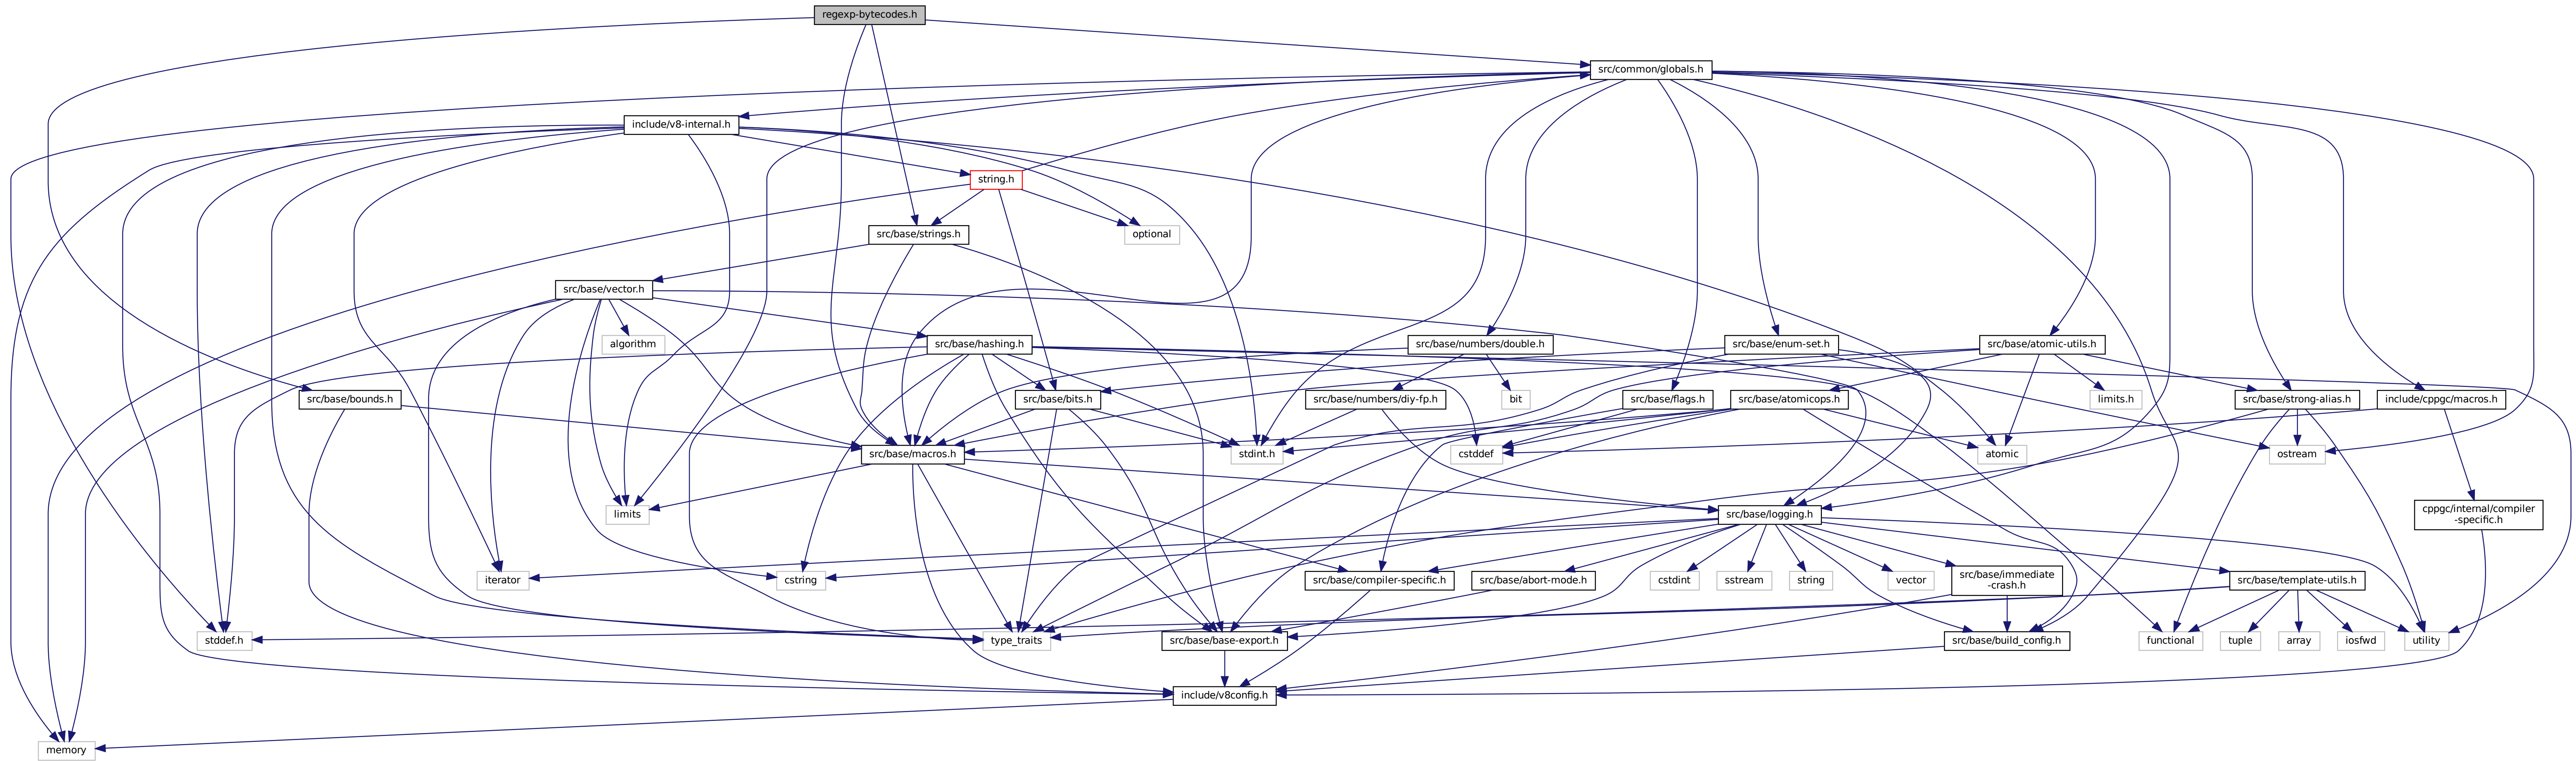 regexp-bytecodes.h
src/common/globals.h
include/v8-internal.h
string.h
src/base/strings.h
optional
src/base/vector.h
algorithm
src/base/hashing.h
src/base/numbers/double.h
src/base/enum-set.h
src/base/atomic-utils.h
src/base/bounds.h
src/base/bits.h
src/base/numbers/diy-fp.h
bit
src/base/flags.h
src/base/atomicops.h
limits.h
src/base/strong-alias.h
include/cppgc/macros.h
src/base/macros.h
stdint.h
cstddef
atomic
ostream
limits
src/base/logging.h
cppgc/internal/compiler
-specific.h
iterator
cstring
src/base/compiler-specific.h
src/base/abort-mode.h
cstdint
sstream
string
vector
src/base/immediate
-crash.h
src/base/template-utils.h
stddef.h
type_traits
src/base/base-export.h
src/base/build_config.h
functional
tuple
array
iosfwd
utility
include/v8config.h
memory